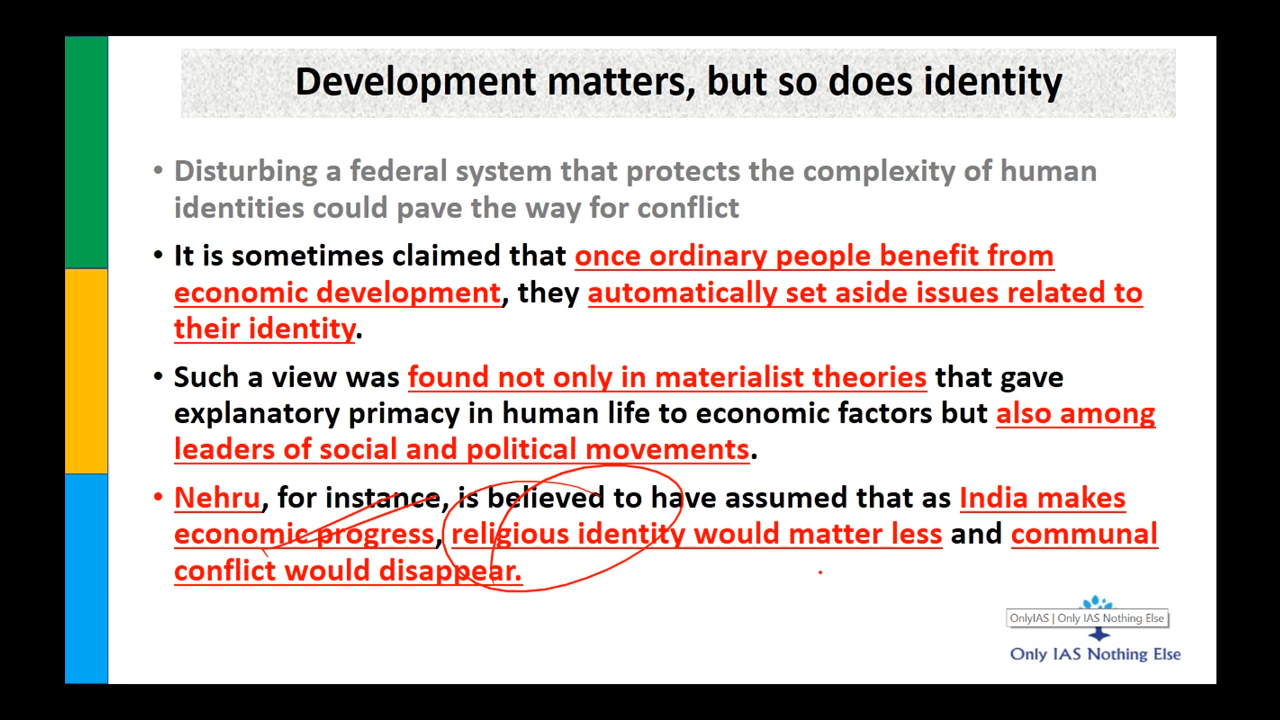 Development matters, but so does identity
• Disturbing a federal system that protects the complexity of human
identities could pave the way for conflict
• It is sometimes claimed that once ordinary people benefit from
economic development, they automatically set aside issues related to
their identity.
• Such a view was found not only in materialist theories that gave
explanatory primacy in human life to economic factors but also among
leaders of social and political movements.
• Nehru, for instance, is believed to have assumed that as India makes
economic progress, religious identity would matter less and communal
conflict would disappear.
OnlyIAS | Only IAS Nothing Else
Only IAS Nothing Else